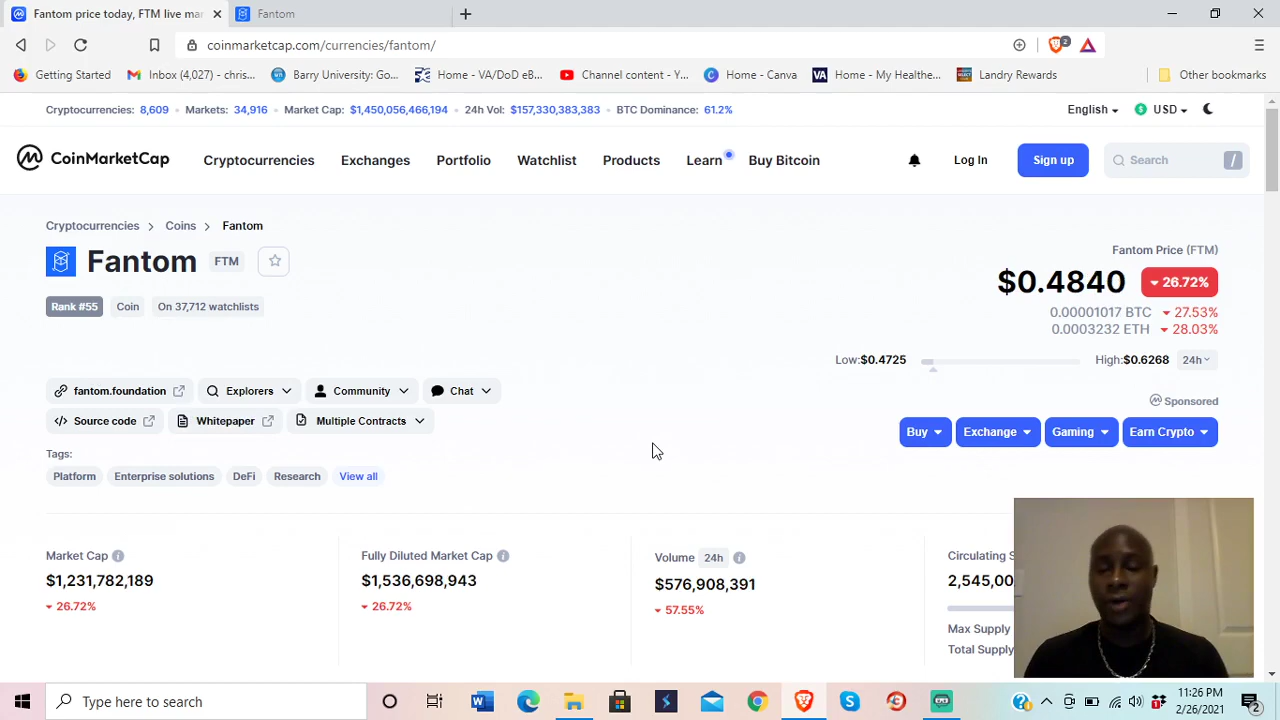 Fantom price today, FTM live mar
Fantom
coinmarketcap.com/currencies/fantom/
2
Getting Started
Inbox (4,027) - chris...
Barry University: Go...
Home - VA/DoD eB...
Channel content - Y...
Home - Canva
VA Home - My Healthe...
Landry Rewards
Other bookmarks
Cryptocurrencies: 8,609 Markets: 34,916 Market Cap: $1,450,056,466,194 24h Vol: $157,330,383,383 BTC Dominance: 61.2%
English
USD
CoinMarketCap
Cryptocurrencies Exchanges Portfolio Watchlist Products Learn Buy Bitcoin
Log In
Sign up
Search /
Cryptocurrencies > Coins > Fantom
Fantom FTM
Rank #55 Coin On 37,712 watchlists
Fantom Price (FTM)
$0.4840 26.72%
0.00001017 BTC 27.53%
0.0003232 ETH 28.03%
Low:$0.4725 High:$0.6268 24h
fantom.foundation Explorers Community Chat
Source code Whitepaper Multiple Contracts
Tags:
Platform Enterprise solutions DeFi Research View all
Sponsored
Buy Exchange Gaming Earn Crypto
Market Cap
$1,231,782,189
26.72%
Fully Diluted Market Cap
$1,536,698,943
26.72%
Volume 24h
$576,908,391
57.55%
Circulating S
2,545,00
Max Supply
Total Supply
Type here to search
11:26 PM
2/26/2021
2